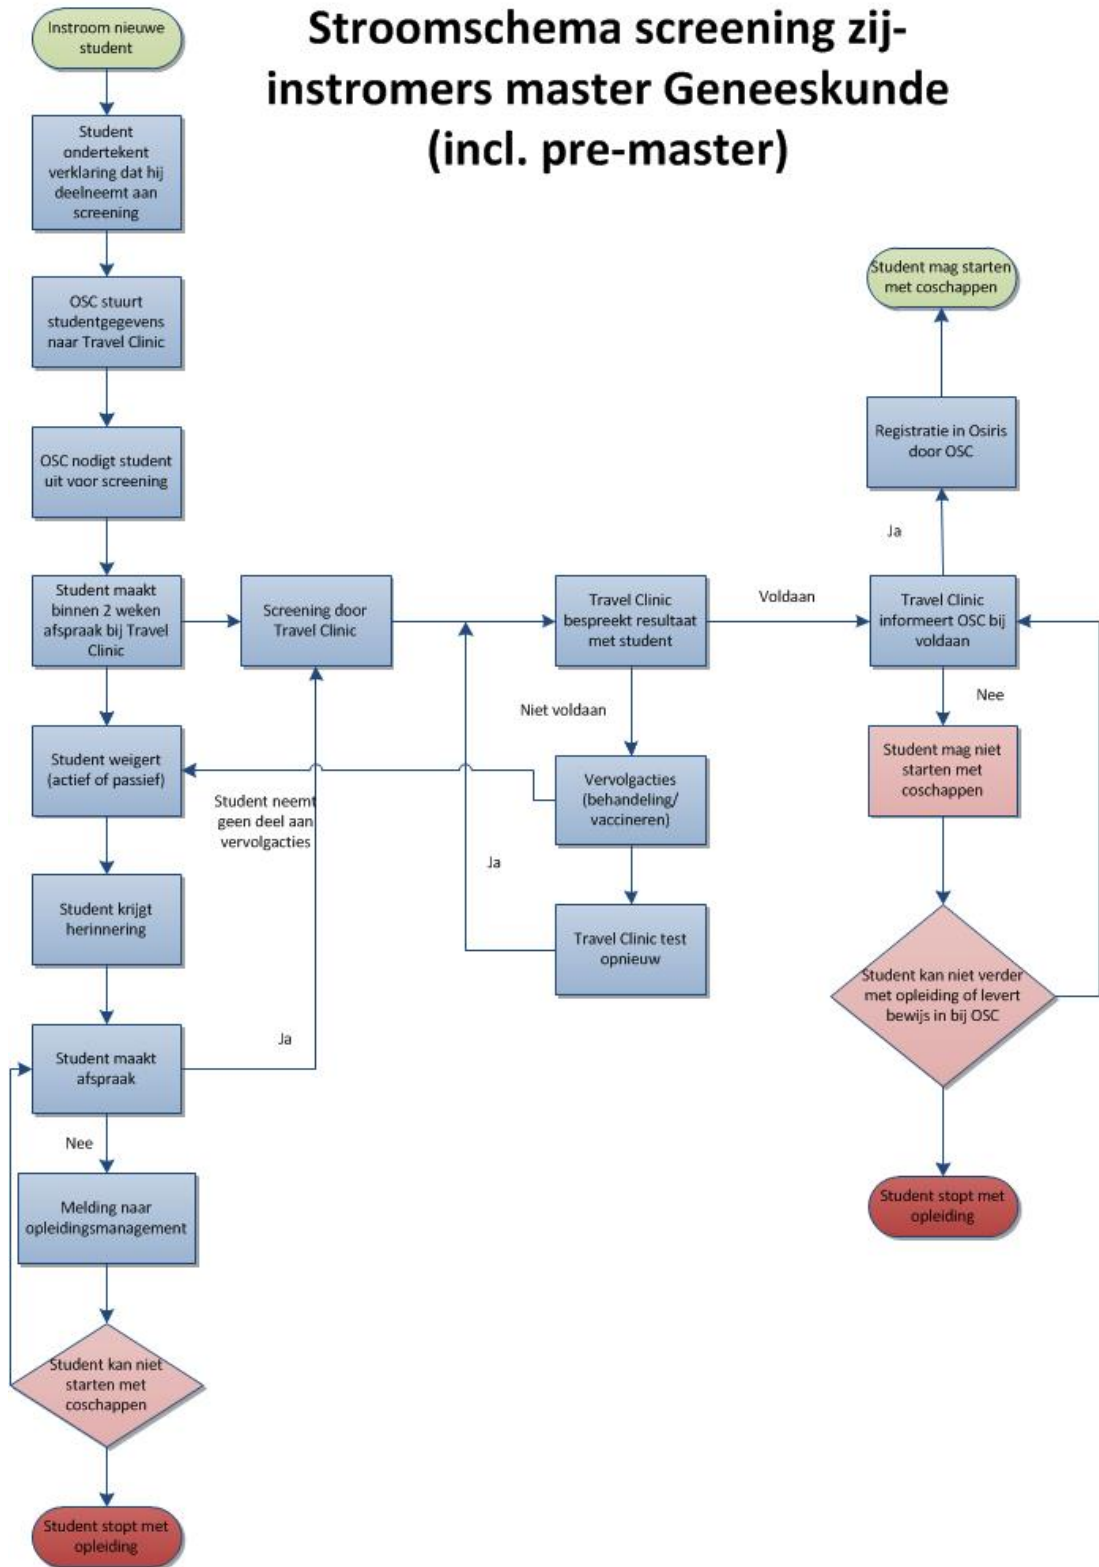 Stroomschema screening zij-
instromers master Geneeskunde
(incl. pre-master)
Instroom nieuwe
student
Student
ondertekent
verklaring dat hij
deelneemt aan
screening
OSC stuurt
studentgegevens
naar Travel Clinic
OSC nodigt student
uit voor screening
Student maakt
binnen 2 weken
afspraak bij Travel
Clinic
Screening door
Travel Clinic
Travel Clinic
bespreekt resultaat
met student
Voldaan
Travel Clinic
informeert OSC bij
voldaan
Ja
Registratie in Osiris
door OSC
Student mag starten
met coschappen
Nee
Student mag niet
starten met
coschappen
Student kan niet verder
met opleiding of levert
bewijs in bij OSC
Student stopt met
opleiding
Niet voldaan
Vervolgacties
(behandeling/
vaccineren)
Travel Clinic test
opnieuw
Ja
Student neemt
geen deel aan
vervolgacties
Student weigert
(actief of passief)
Student krijgt
herinnering
Student maakt
afspraak
Ja
Nee
Melding naar
opleidingsmanagement
Student kan niet
starten met
coschappen
Student stopt met
opleiding